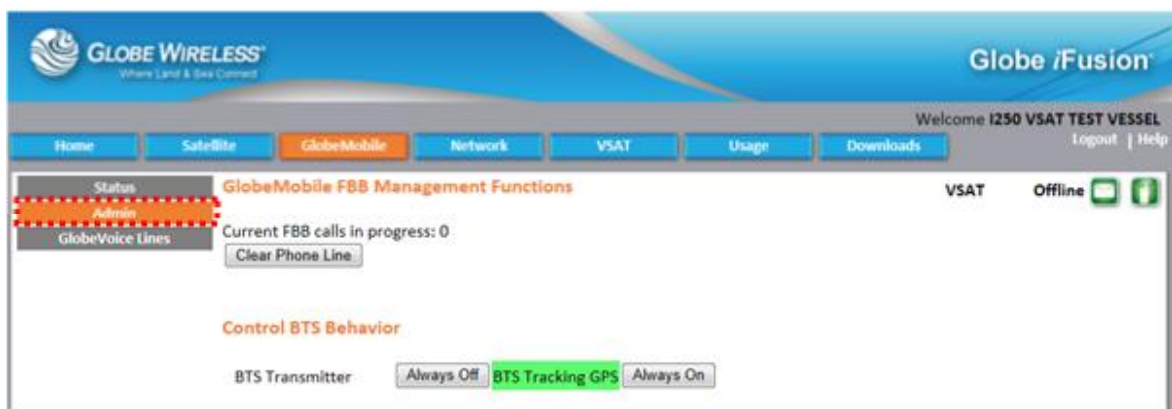 GLOBE WIRELESS
Where Land & Sea Connect
Globe iFusion
Welcome I250 VSAT TEST VESSEL
Logout | Help
Home Satellite GlobeMobile Network VSAT Usage Downloads
Status
Admin
GlobeVoice Lines
GlobeMobile FBB Management Functions
VSAT Offline
Current FBB calls in progress: 0
Clear Phone Line
Control BTS Behavior
BTS Transmitter Always Off BTS Tracking GPS Always On